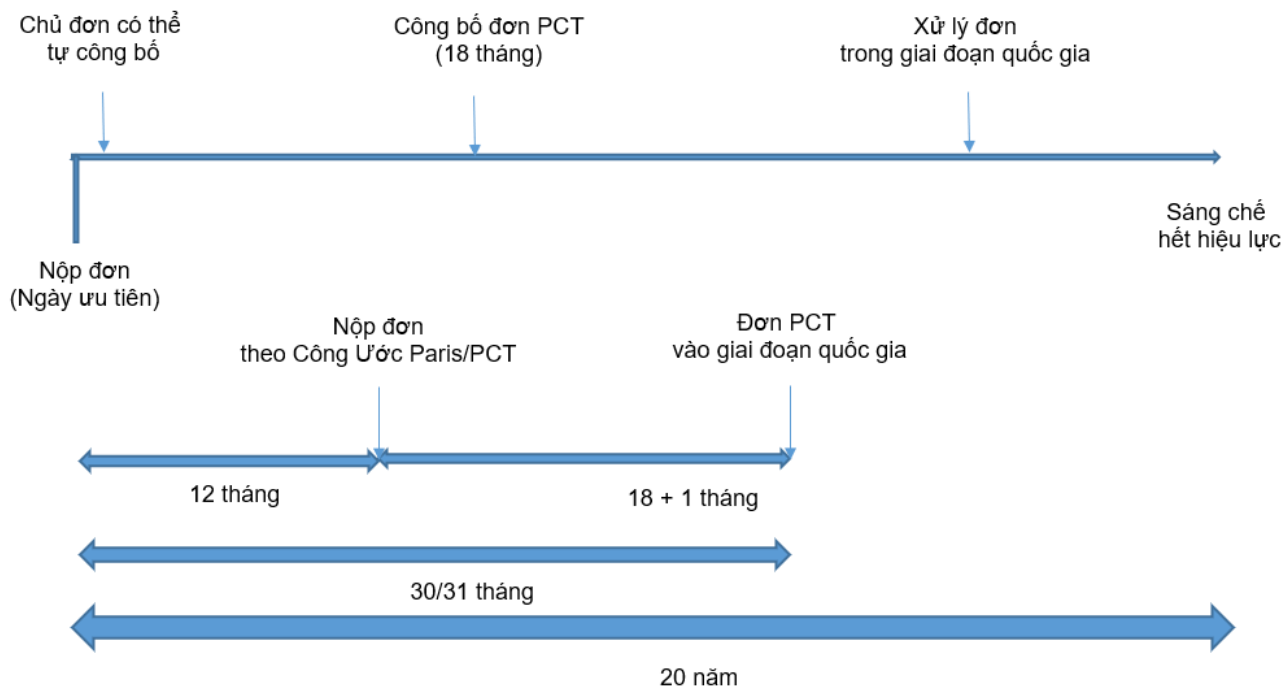 Chủ đơn có thể
tự công bố
Công bố đơn PCT
(18 tháng)
Xử lý đơn
trong giai đoạn quốc gia
Sáng chế
hết hiệu lực
Nộp đơn
(Ngày ưu tiên)
Nộp đơn
theo Công Ước Paris/PCT
Đơn PCT
vào giai đoạn quốc gia
12 tháng
18 + 1 tháng
30/31 tháng
20 năm